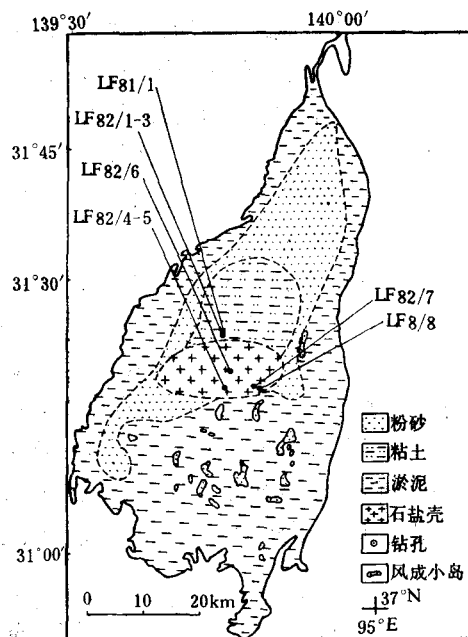 139°30′
140°00′
LF81/1
LF82/1-3
31°45′
LF82/6
LF82/4-5
31°30′
LF82/7
LF8/8
粉砂
粘土
淤泥
石盐壳
钻孔
31°00′
风成小岛
0 10 20km
37°N
95°E